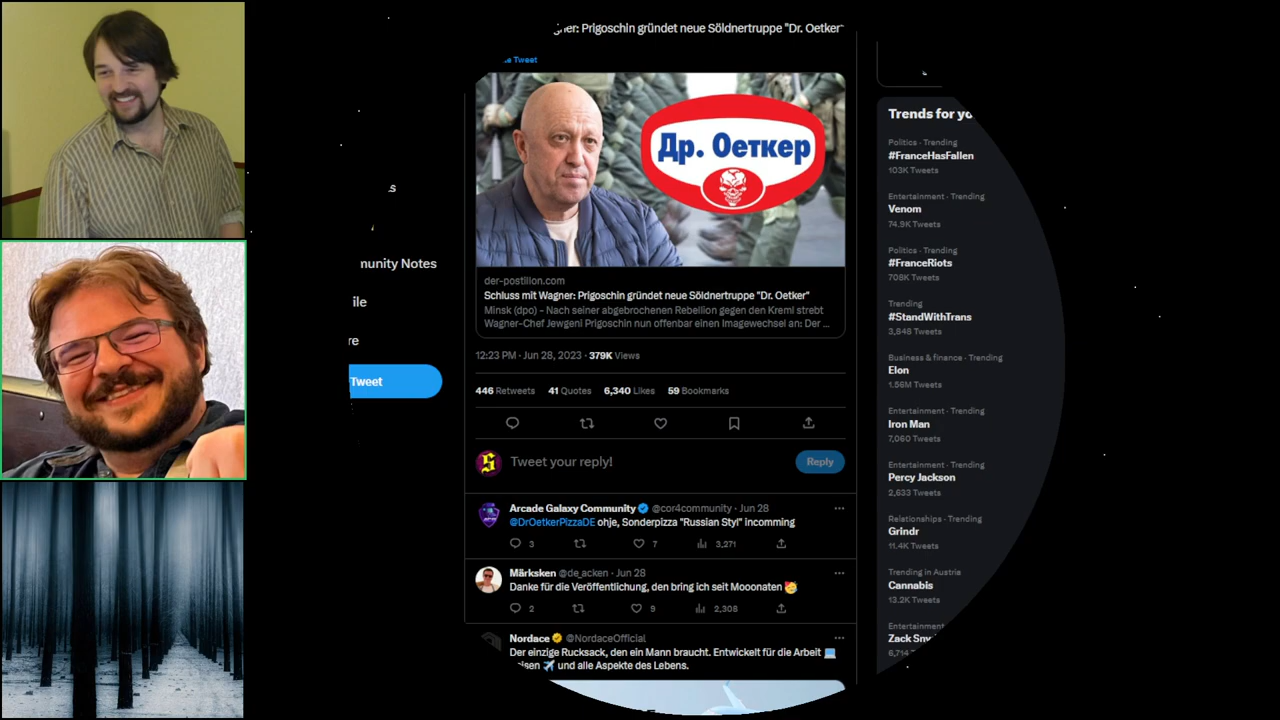 ner: Prigoschin gründet neue Söldnertruppe "Dr. Oetker"
Tweet
Др. Оеткер
der-postillon.com
Schluss mit Wagner: Prigoschin gründet neue Söldnertruppe "Dr. Oetker"
Minsk (dpo) - Nach seiner abgebrochenen Rebellion gegen den Kreml strebt
Wagner-Chef Jewgeni Prigoschin nun offenbar einen Imagewechsel an: Der ...
12:23 PM · Jun 28, 2023 · 379K Views
446 Retweets 41 Quotes 6,340 Likes 59 Bookmarks
Tweet your reply!
Reply
Arcade Galaxy Community @cor4community · Jun 28
@DrOetkerPizzaDE ohje, Sonderpizza "Russian Styl" incomming
3 7 3,271
Märksken @de_acken · Jun 28
Danke für die Veröffentlichung, den bring ich seit Mooonaten 🥳
2 9 2,308
Nordace @NordaceOfficial
Der einzige Rucksack, den ein Mann braucht. Entwickelt für die Arbeit 💻
isen ✈️ und alle Aspekte des Lebens.
s
munity Notes
ile
re
Tweet
Trends for yo
Politics · Trending
#FranceHasFallen
103K Tweets
Entertainment · Trending
Venom
74.9K Tweets
Politics · Trending
#FranceRiots
709K Tweets
Trending
#StandWithTrans
3,848 Tweets
Business & finance · Trending
Elon
1.56M Tweets
Entertainment · Trending
Iron Man
7,060 Tweets
Entertainment · Trending
Percy Jackson
2,633 Tweets
Relationships · Trending
Grindr
11.4K Tweets
Trending in Austria
Cannabis
13.2K Tweets
Entertainment
Zack Sny
6,714